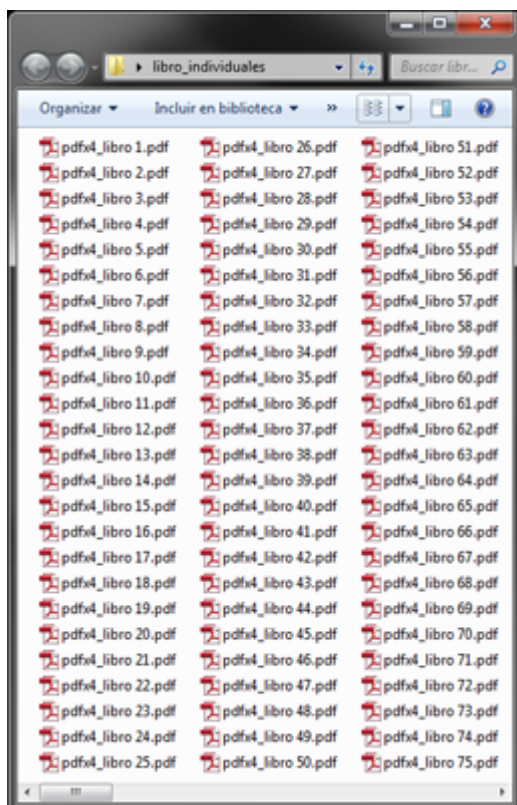 libro_individuales
Buscar libr...
Organizar
Incluir en biblioteca
»
pdfx4_libro 1.pdf
pdfx4_libro 2.pdf
pdfx4_libro 3.pdf
pdfx4_libro 4.pdf
pdfx4_libro 5.pdf
pdfx4_libro 6.pdf
pdfx4_libro 7.pdf
pdfx4_libro 8.pdf
pdfx4_libro 9.pdf
pdfx4_libro 10.pdf
pdfx4_libro 11.pdf
pdfx4_libro 12.pdf
pdfx4_libro 13.pdf
pdfx4_libro 14.pdf
pdfx4_libro 15.pdf
pdfx4_libro 16.pdf
pdfx4_libro 17.pdf
pdfx4_libro 18.pdf
pdfx4_libro 19.pdf
pdfx4_libro 20.pdf
pdfx4_libro 21.pdf
pdfx4_libro 22.pdf
pdfx4_libro 23.pdf
pdfx4_libro 24.pdf
pdfx4_libro 25.pdf
pdfx4_libro 26.pdf
pdfx4_libro 27.pdf
pdfx4_libro 28.pdf
pdfx4_libro 29.pdf
pdfx4_libro 30.pdf
pdfx4_libro 31.pdf
pdfx4_libro 32.pdf
pdfx4_libro 33.pdf
pdfx4_libro 34.pdf
pdfx4_libro 35.pdf
pdfx4_libro 36.pdf
pdfx4_libro 37.pdf
pdfx4_libro 38.pdf
pdfx4_libro 39.pdf
pdfx4_libro 40.pdf
pdfx4_libro 41.pdf
pdfx4_libro 42.pdf
pdfx4_libro 43.pdf
pdfx4_libro 44.pdf
pdfx4_libro 45.pdf
pdfx4_libro 46.pdf
pdfx4_libro 47.pdf
pdfx4_libro 48.pdf
pdfx4_libro 49.pdf
pdfx4_libro 50.pdf
pdfx4_libro 51.pdf
pdfx4_libro 52.pdf
pdfx4_libro 53.pdf
pdfx4_libro 54.pdf
pdfx4_libro 55.pdf
pdfx4_libro 56.pdf
pdfx4_libro 57.pdf
pdfx4_libro 58.pdf
pdfx4_libro 59.pdf
pdfx4_libro 60.pdf
pdfx4_libro 61.pdf
pdfx4_libro 62.pdf
pdfx4_libro 63.pdf
pdfx4_libro 64.pdf
pdfx4_libro 65.pdf
pdfx4_libro 66.pdf
pdfx4_libro 67.pdf
pdfx4_libro 68.pdf
pdfx4_libro 69.pdf
pdfx4_libro 70.pdf
pdfx4_libro 71.pdf
pdfx4_libro 72.pdf
pdfx4_libro 73.pdf
pdfx4_libro 74.pdf
pdfx4_libro 75.pdf